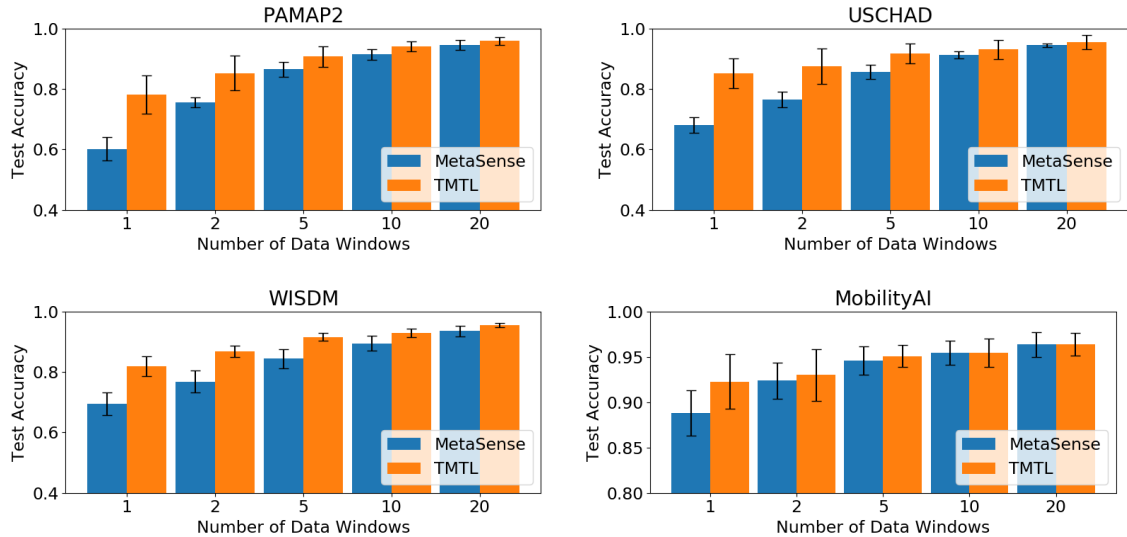 PAMAP2
1.0
0.8
0.6
0.4
Test Accuracy
MetaSense
TMTL
1 2 5 10 20
Number of Data Windows
USCHAD
1.0
0.8
0.6
0.4
Test Accuracy
MetaSense
TMTL
1 2 5 10 20
Number of Data Windows
WISDM
1.0
0.8
0.6
0.4
Test Accuracy
MetaSense
TMTL
1 2 5 10 20
Number of Data Windows
MobilityAI
1.00
0.95
0.90
0.85
0.80
Test Accuracy
MetaSense
TMTL
1 2 5 10 20
Number of Data Windows